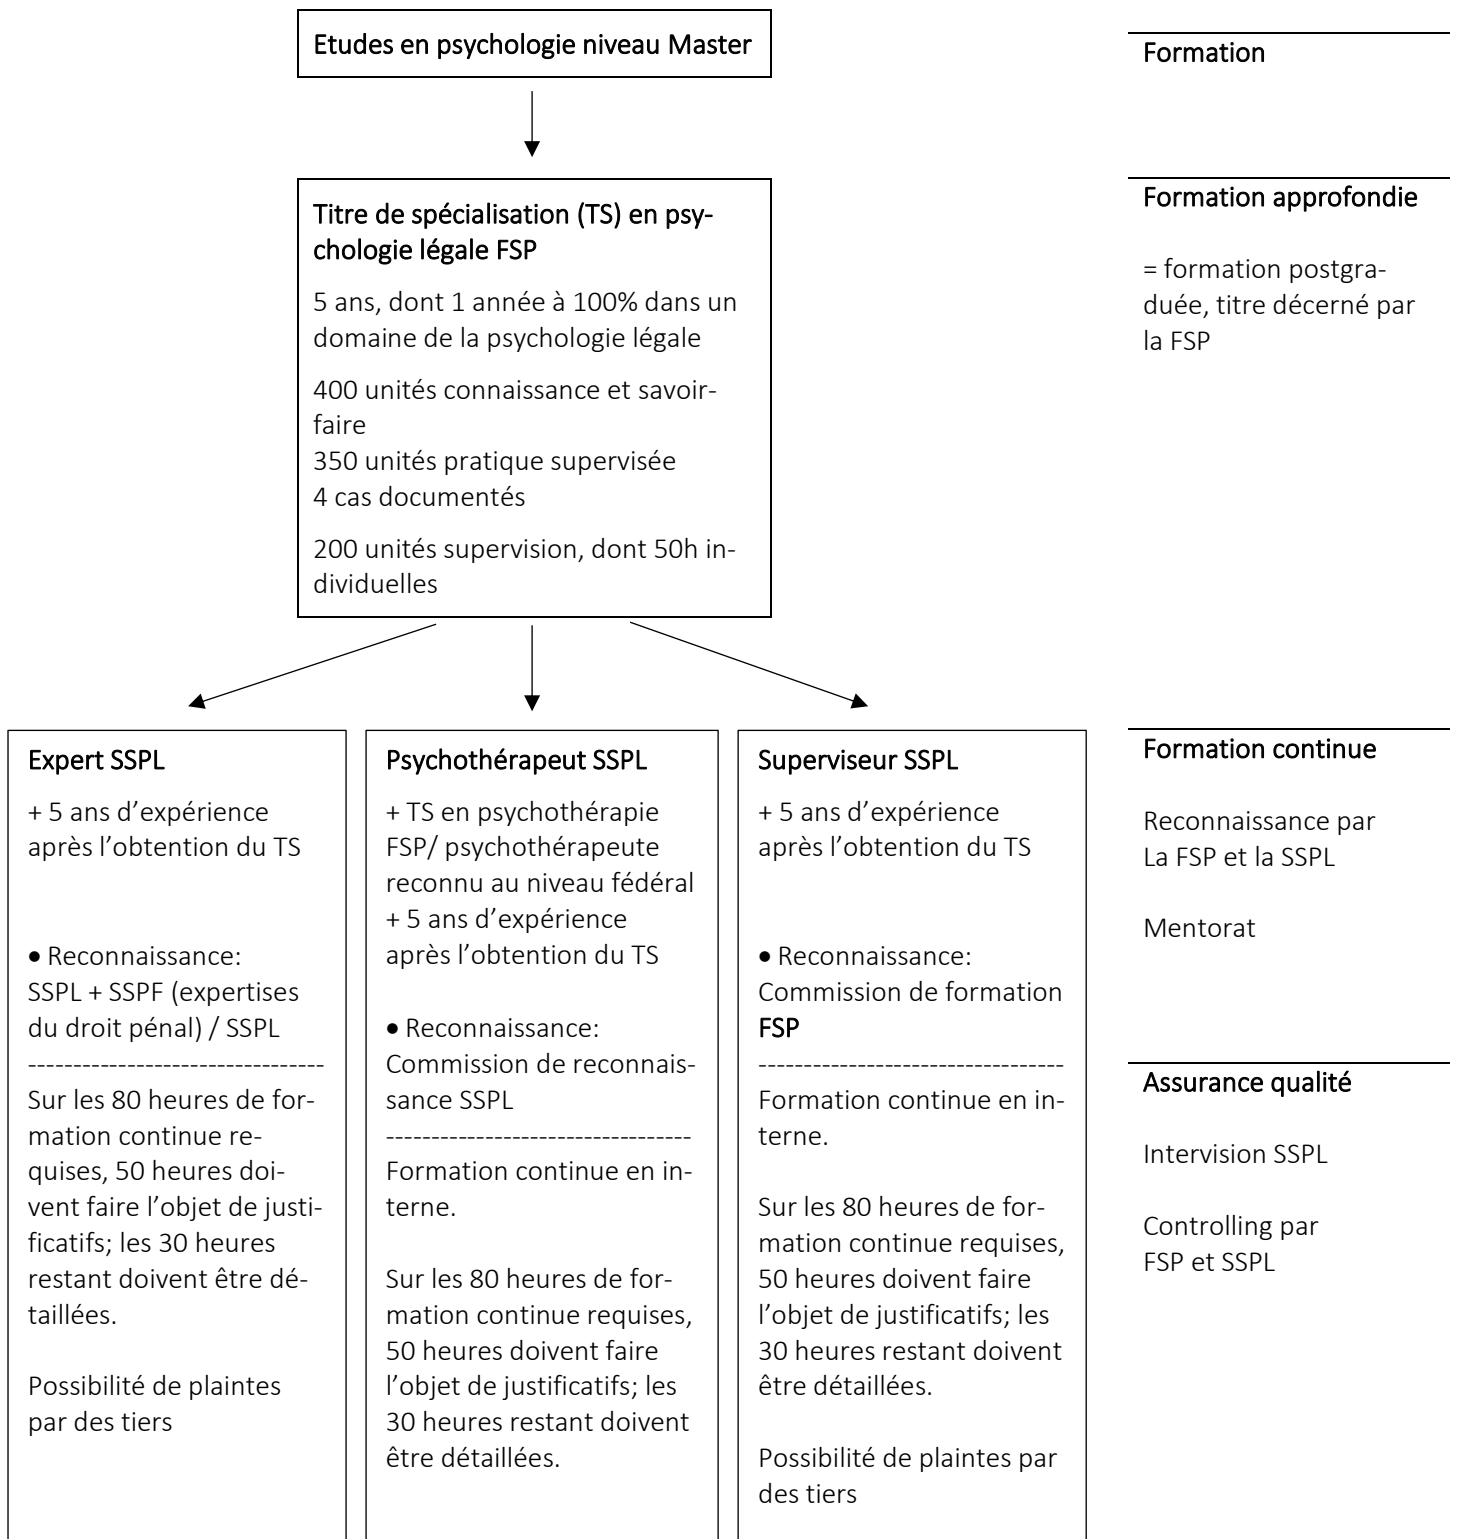 Etudes en psychologie niveau Master
Formation
Titre de spécialisation (TS) en psy-
chologie légale FSP
5 ans, dont 1 année à 100% dans un
domaine de la psychologie légale
400 unités connaissance et savoir-
faire
350 unités pratique supervisée
4 cas documentés
200 unités supervision, dont 50h in-
dividuelles
Formation approfondie
= formation postgra-
duée, titre décerné par
la FSP
Expert SSPL
+ 5 ans d’expérience
après l’obtention du TS
• Reconnaissance:
SSPL + SSPF (expertises
du droit pénal) / SSPL
---------------------------------
Sur les 80 heures de for-
mation continue re-
quises, 50 heures doi-
vent faire l’objet de justi-
ficatifs; les 30 heures
restant doivent être dé-
taillées.
Possibilité de plaintes
par des tiers
Psychothérapeut SSPL
+ TS en psychothérapie
FSP/ psychothérapeute
reconnu au niveau fédéral
+ 5 ans d’expérience
après l’obtention du TS
• Reconnaissance:
Commission de reconnais-
sance SSPL
----------------------------------
Formation continue en in-
terne.
Sur les 80 heures de for-
mation continue requises,
50 heures doivent faire
l’objet de justificatifs; les
30 heures restant doivent
être détaillées.
Superviseur SSPL
+ 5 ans d’expérience
après l’obtention du TS
• Reconnaissance:
Commission de formation
FSP
----------------------------------
Formation continue en in-
terne.
Sur les 80 heures de for-
mation continue requises,
50 heures doivent faire
l’objet de justificatifs; les
30 heures restant doivent
être détaillées.
Possibilité de plaintes par
des tiers
Formation continue
Reconnaissance par
La FSP et la SSPL
Mentorat
Assurance qualité
Intervision SSPL
Controlling par
FSP et SSPL